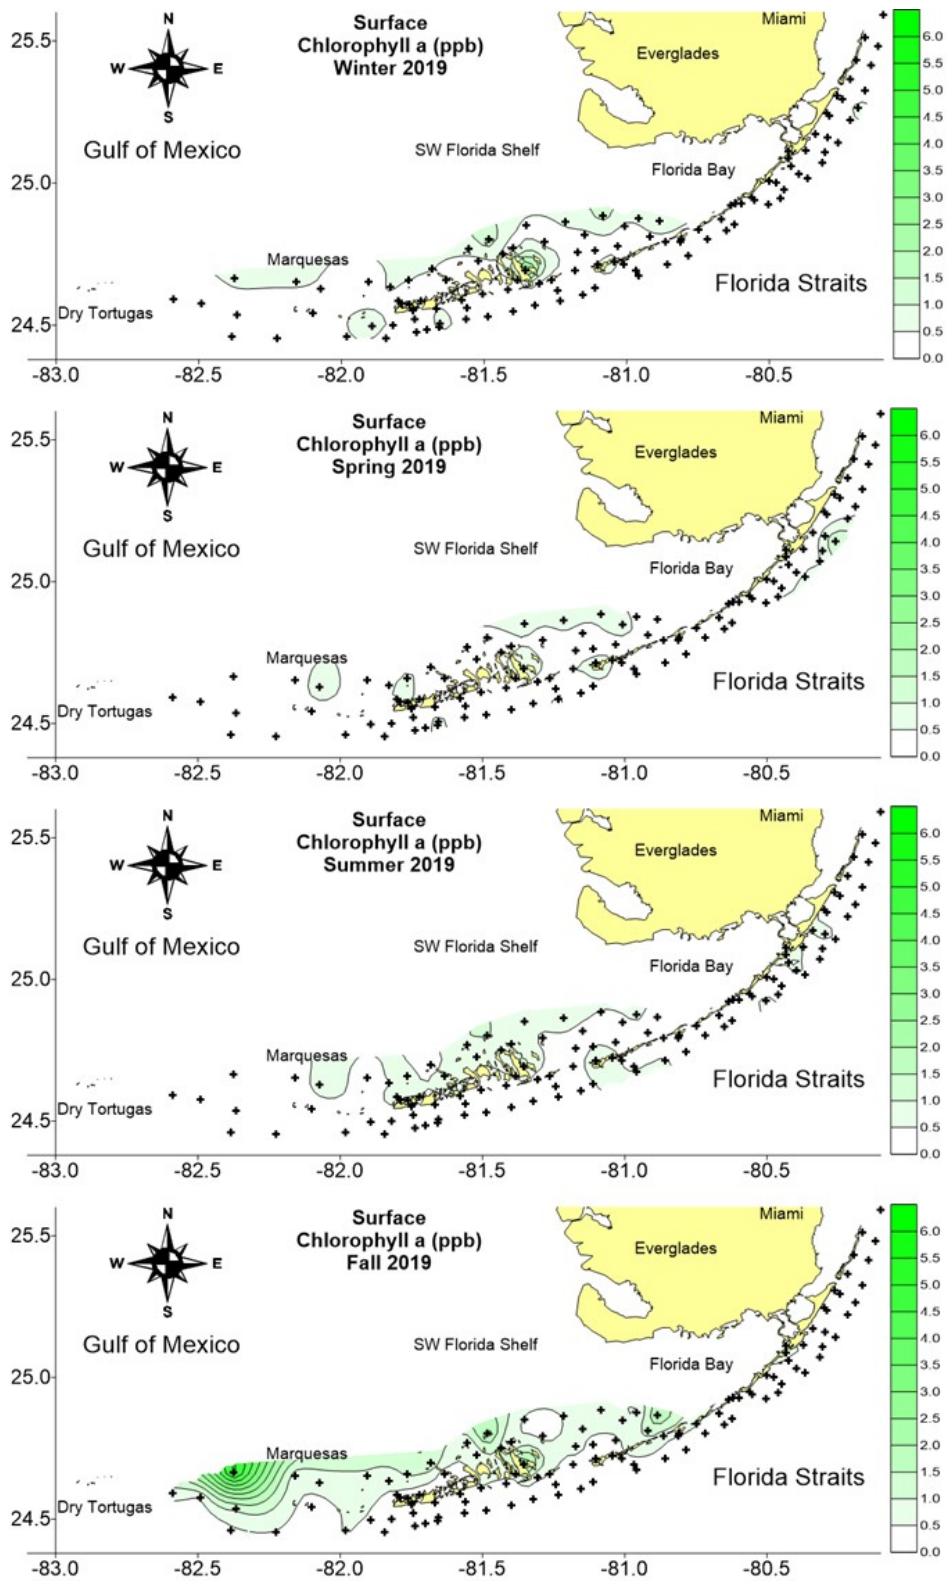 N
W E
S
Surface
Chlorophyll a (ppb)
Winter 2019
Miami
Everglades
Gulf of Mexico
SW Florida Shelf
Florida Bay
Marquesas
Florida Straits
Dry Tortugas
25.5
25.0
24.5
-83.0 -82.5 -82.0 -81.5 -81.0 -80.5
6.0
5.5
5.0
4.5
4.0
3.5
3.0
2.5
2.0
1.5
1.0
0.5
0.0
N
W E
S
Surface
Chlorophyll a (ppb)
Spring 2019
Miami
Everglades
Gulf of Mexico
SW Florida Shelf
Florida Bay
Marquesas
Florida Straits
Dry Tortugas
25.5
25.0
24.5
-83.0 -82.5 -82.0 -81.5 -81.0 -80.5
6.0
5.5
5.0
4.5
4.0
3.5
3.0
2.5
2.0
1.5
1.0
0.5
0.0
N
W E
S
Surface
Chlorophyll a (ppb)
Summer 2019
Miami
Everglades
Gulf of Mexico
SW Florida Shelf
Florida Bay
Marquesas
Florida Straits
Dry Tortugas
25.5
25.0
24.5
-83.0 -82.5 -82.0 -81.5 -81.0 -80.5
6.0
5.5
5.0
4.5
4.0
3.5
3.0
2.5
2.0
1.5
1.0
0.5
0.0
N
W E
S
Surface
Chlorophyll a (ppb)
Fall 2019
Miami
Everglades
Gulf of Mexico
SW Florida Shelf
Florida Bay
Marquesas
Florida Straits
Dry Tortugas
25.5
25.0
24.5
-83.0 -82.5 -82.0 -81.5 -81.0 -80.5
6.0
5.5
5.0
4.5
4.0
3.5
3.0
2.5
2.0
1.5
1.0
0.5
0.0